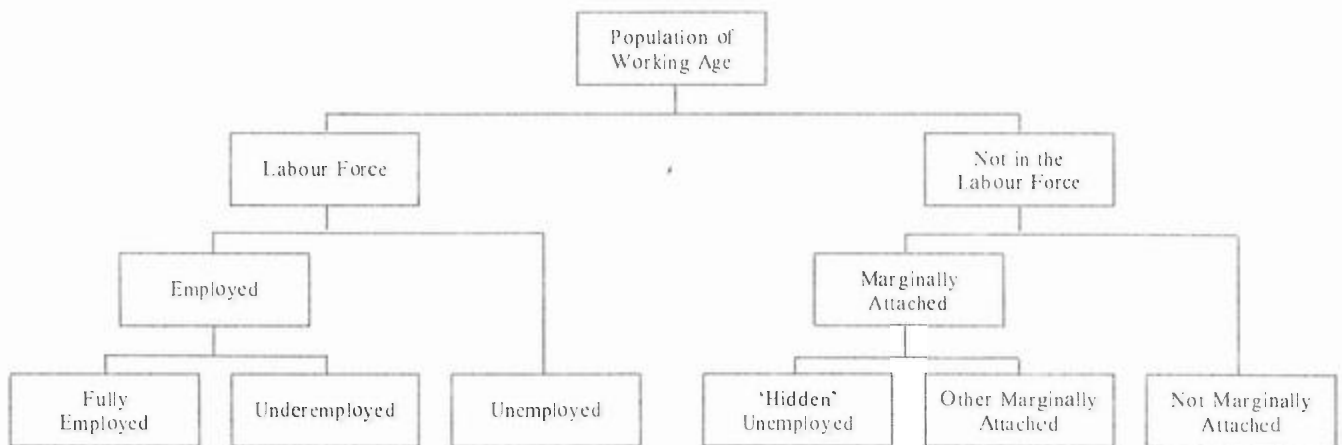 Population of
Working Age
Labour Force
Not in the
Labour Force
Employed
Marginally
Attached
Fully
Employed
Underemployed
Unemployed
'Hidden'
Unemployed
Other Marginally
Attached
Not Marginally
Attached